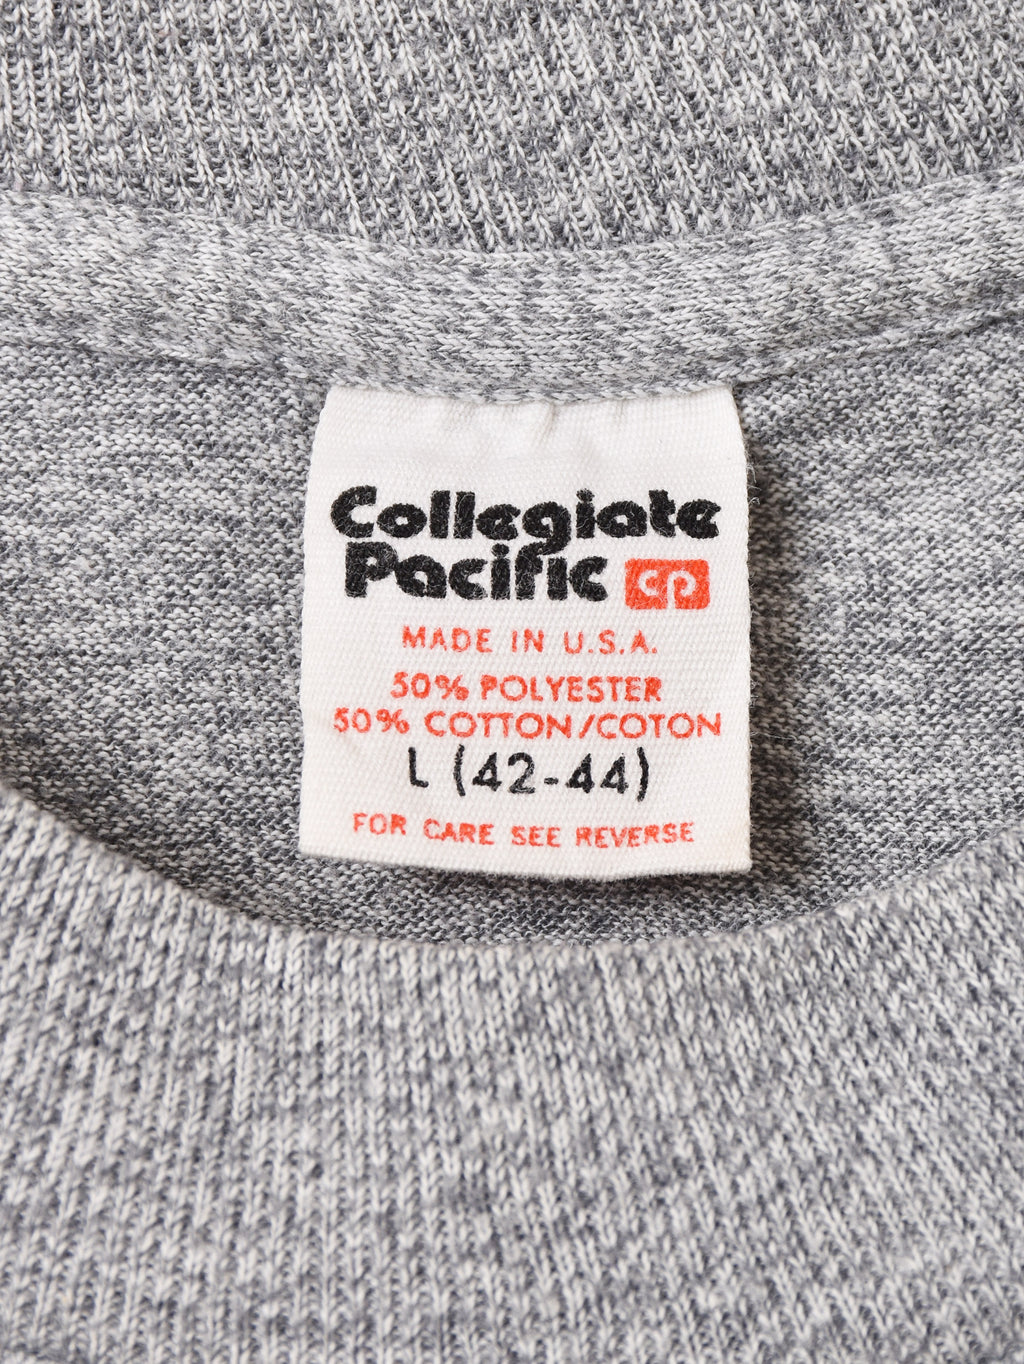 Collegiate
Pacific cp
MADE IN U.S.A.
50% POLYESTER
50% COTTON/COTON
L (42-44)
FOR CARE SEE REVERSE